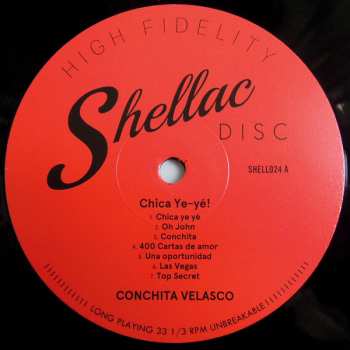 HIGH FIDELITY
Shellac
DISC
SHELL024 A
Chica Ye-yé!
1. Chica ye yé
2. Oh John
3. Conchita
4. 400 Cartas de amor
5. Una oportunidad
6. Las Vegas
7. Top Secret
CONCHITA VELASCO
LONG PLAYING 33 1/3 RPM UNBREAKABLE